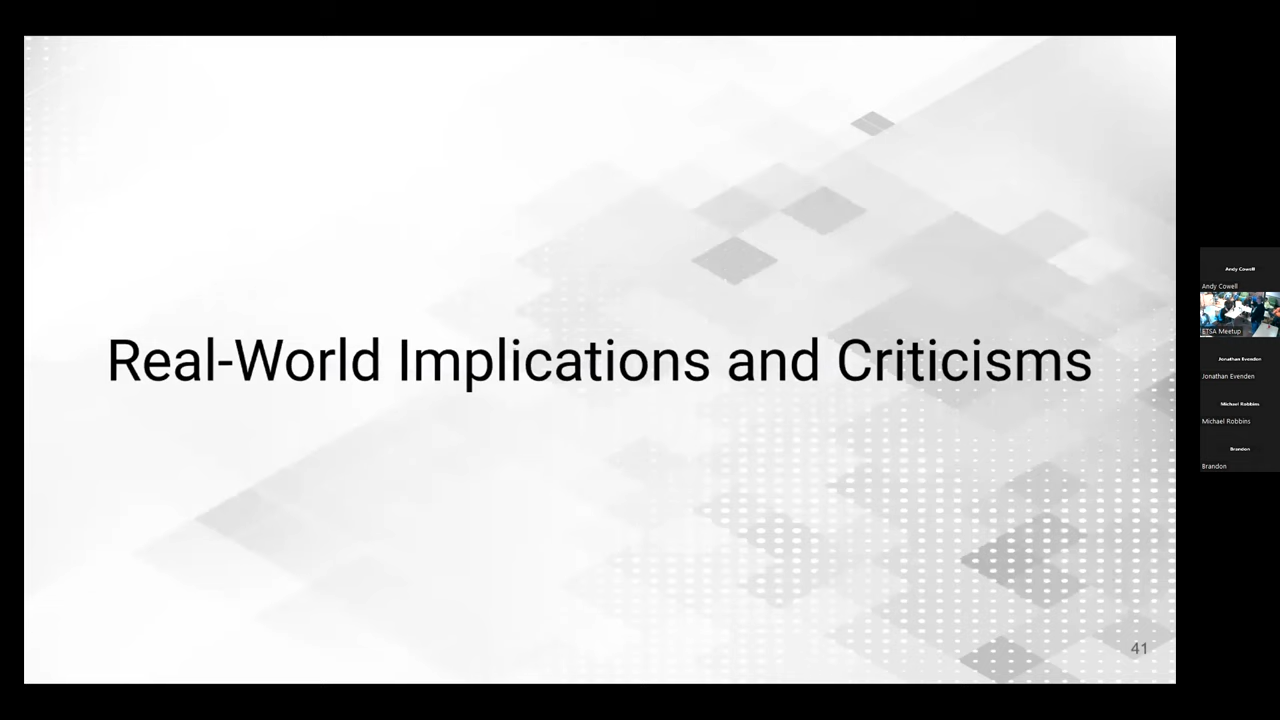 Real-World Implications and Criticisms
41
Andy Cowell
Andy Cowell
ETSA Meetup
Jonathan Evenden
Jonathan Evenden
Michael Robbins
Michael Robbins
Brandon
Brandon